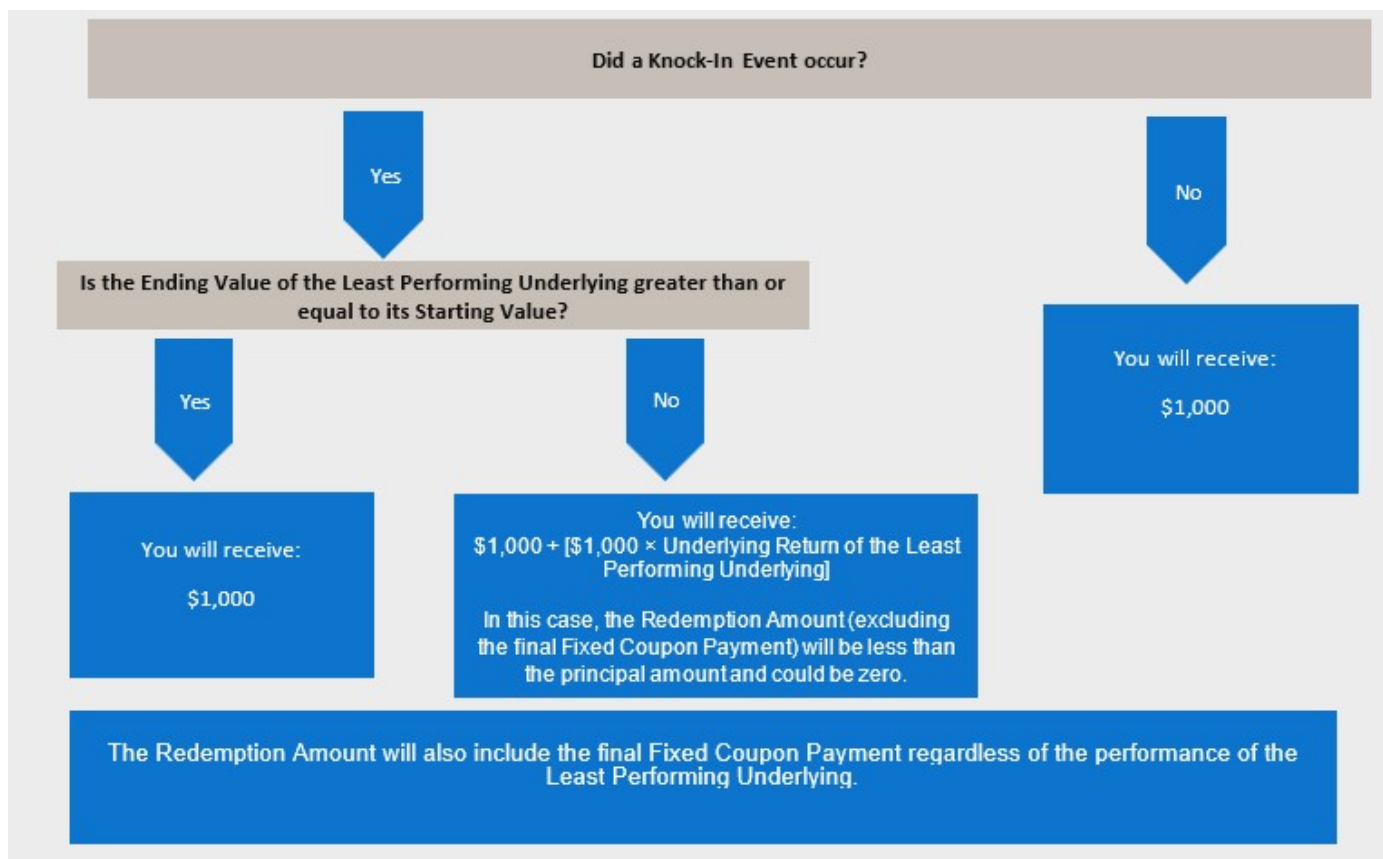 Did a Knock-In Event occur?
Yes
No
Is the Ending Value of the Least Performing Underlying greater than or
equal to its Starting Value?
Yes
No
You will receive:
$1,000
You will receive:
$1,000
You will receive:
$1,000 + [$1,000 × Underlying Return of the Least
Performing Underlying]
In this case, the Redemption Amount (excluding
the final Fixed Coupon Payment) will be less than
the principal amount and could be zero.
The Redemption Amount will also include the final Fixed Coupon Payment regardless of the performance of the
Least Performing Underlying.